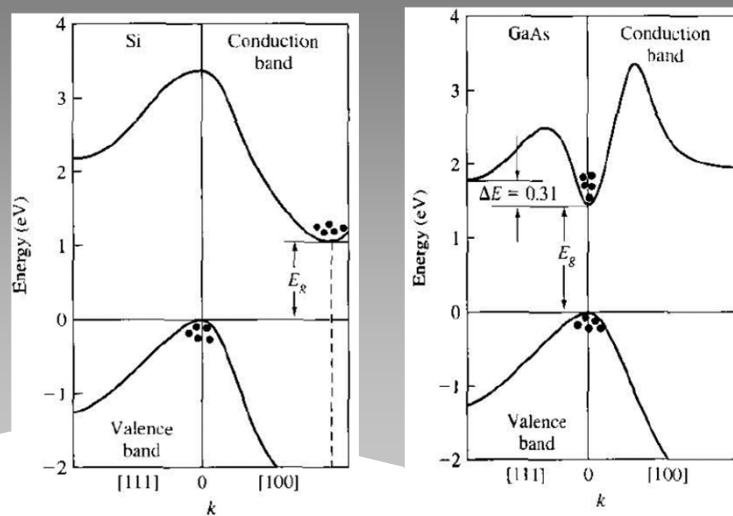 4
Si
Conduction
band
3
2
Energy (eV)
1
E_g
0
−1
Valence
band
−2
[111]
0
[100]
k
4
GaAs
Conduction
band
3
2
ΔE = 0.31
Energy (eV)
1
E_g
0
−1
Valence
band
−2
[111]
0
[100]
k